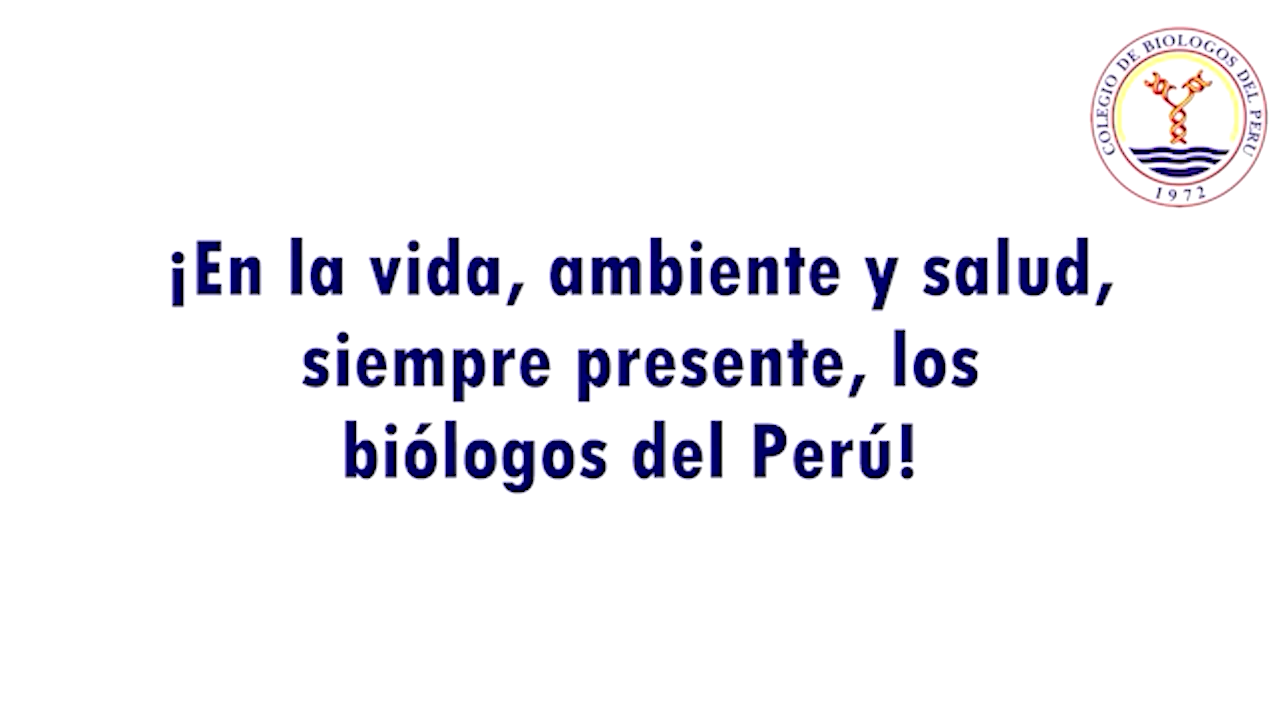 COLEGIO DE BIOLOGOS DEL PERU
1972
¡En la vida, ambiente y salud,
siempre presente, los
biólogos del Perú!